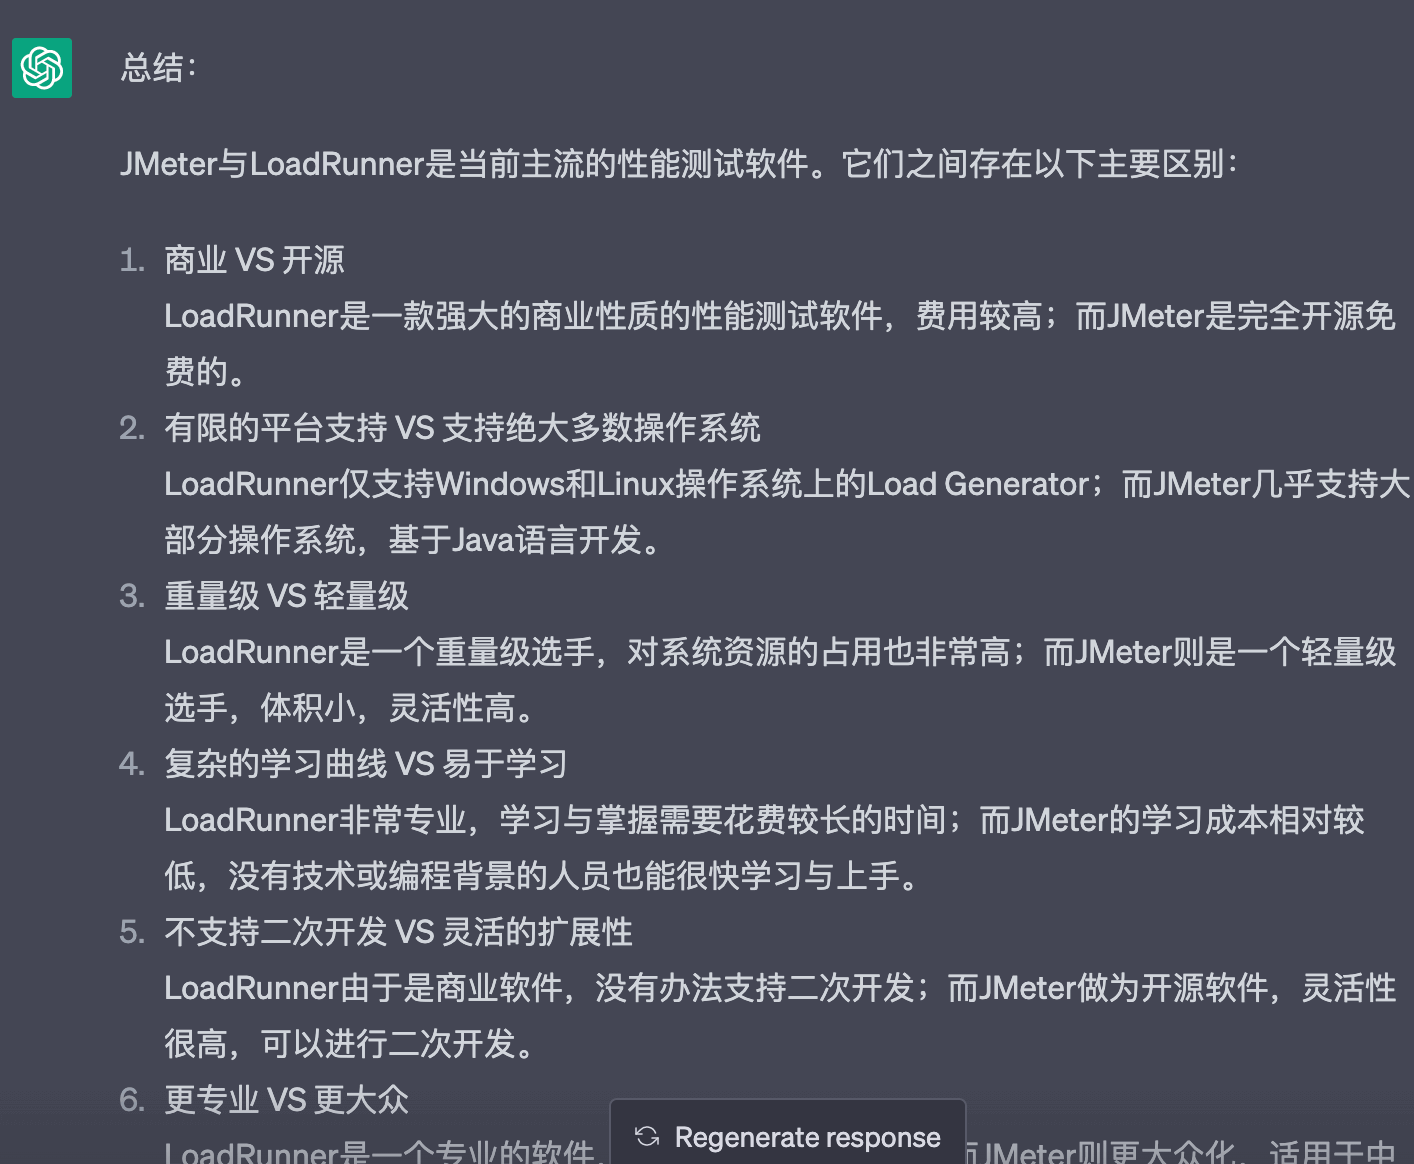 总结：
JMeter与LoadRunner是当前主流的性能测试软件。它们之间存在以下主要区别：
1. 商业 VS 开源
LoadRunner是一款强大的商业性质的性能测试软件，费用较高；而JMeter是完全开源免
费的。
2. 有限的平台支持 VS 支持绝大多数操作系统
LoadRunner仅支持Windows和Linux操作系统上的Load Generator；而JMeter几乎支持大
部分操作系统，基于Java语言开发。
3. 重量级 VS 轻量级
LoadRunner是一个重量级选手，对系统资源的占用也非常高；而JMeter则是一个轻量级
选手，体积小，灵活性高。
4. 复杂的学习曲线 VS 易于学习
LoadRunner非常专业，学习与掌握需要花费较长的时间；而JMeter的学习成本相对较
低，没有技术或编程背景的人员也能很快学习与上手。
5. 不支持二次开发 VS 灵活的扩展性
LoadRunner由于是商业软件，没有办法支持二次开发；而JMeter做为开源软件，灵活性
很高，可以进行二次开发。
6. 更专业 VS 更大众
LoadRunner是一个专业的软件， JMeter则更大众化，适用于中
Regenerate response